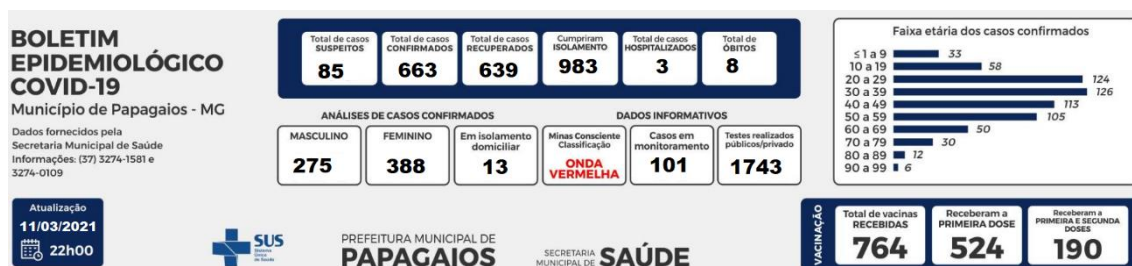 BOLETIM
EPIDEMIOLÓGICO
COVID-19
Município de Papagaios - MG
Dados fornecidos pela
Secretaria Municipal de Saúde
Informações: (37) 3274-1581 e
3274-0109
Atualização
11/03/2021
22h00
Total de casos
SUSPEITOS
85
Total de casos
CONFIRMADOS
663
Total de casos
RECUPERADOS
639
Cumpriram
ISOLAMENTO
983
Total de casos
HOSPITALIZADOS
3
Total de
ÓBITOS
8
ANÁLISES DE CASOS CONFIRMADOS
MASCULINO
275
FEMININO
388
Em isolamento
domiciliar
13
DADOS INFORMATIVOS
Minas Consciente
Classificação
ONDA
VERMELHA
Casos em
monitoramento
101
Testes realizados
públicos/privado
1743
Faixa etária dos casos confirmados
≤1 a 9 33
10 a 19 58
20 a 29 124
30 a 39 126
40 a 49 113
50 a 59 105
60 a 69 50
70 a 79 30
80 a 89 12
90 a 99 6
SUS
Sistema
Único
de Saúde
PREFEITURA MUNICIPAL DE
PAPAGAIOS
SECRETARIA
MUNICIPAL DE SAÚDE
VACINAÇÃO
Total de vacinas
RECEBIDAS
764
Receberam a
PRIMEIRA DOSE
524
Receberam a
PRIMEIRA E SEGUNDA
DOSES
190